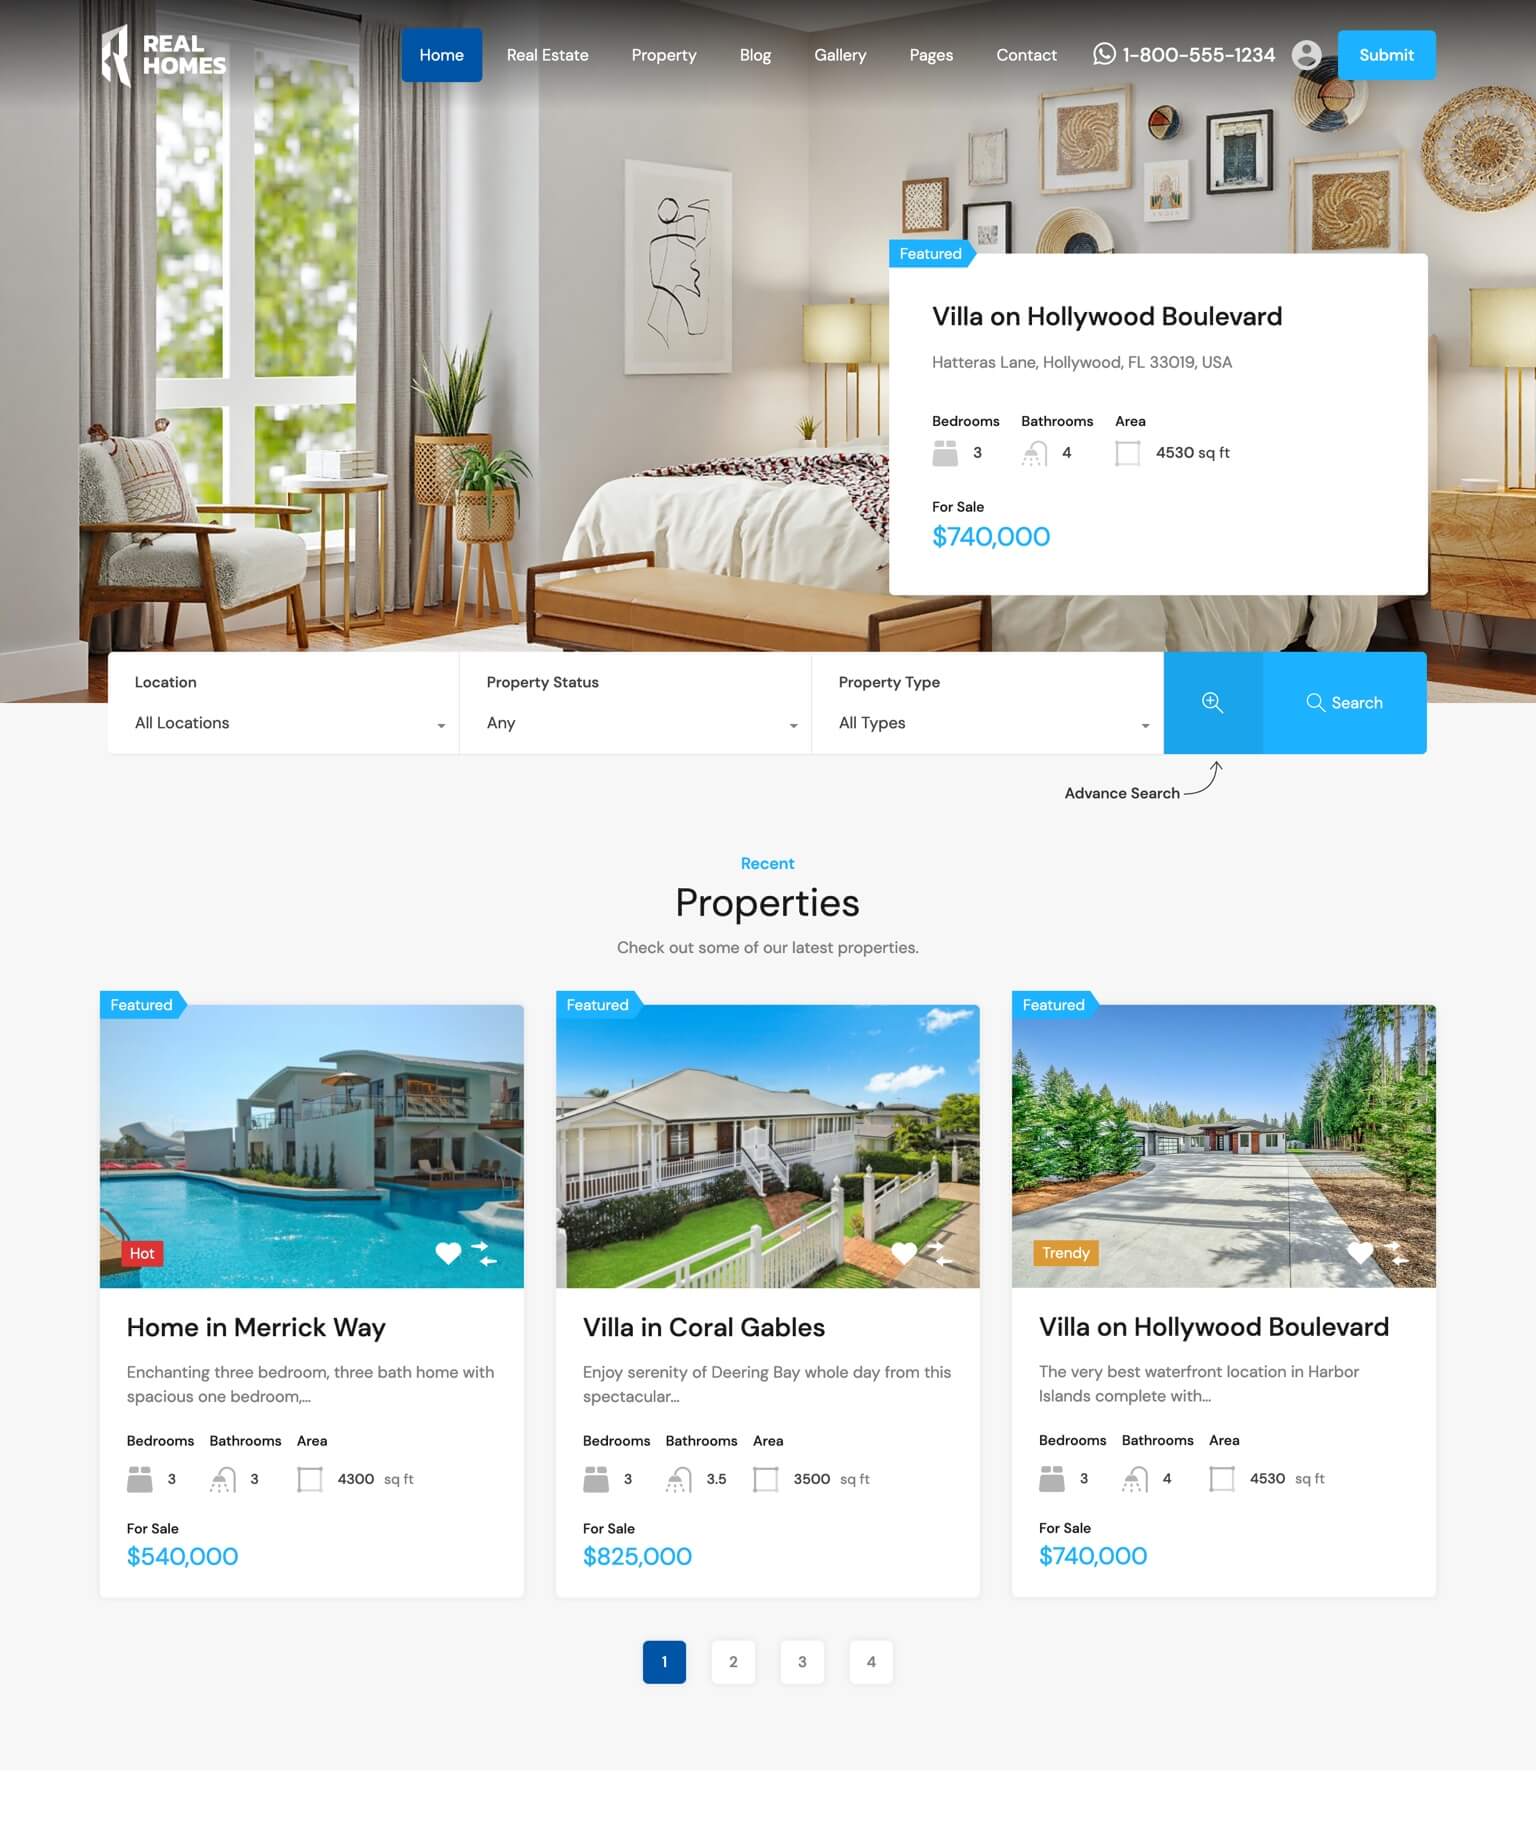 REAL
HOMES
Home
Real Estate
Property
Blog
Gallery
Pages
Contact
1-800-555-1234
Submit
Featured
Villa on Hollywood Boulevard
Hatteras Lane, Hollywood, FL 33019, USA
Bedrooms Bathrooms Area
3 4 4530 sq ft
For Sale
$740,000
Location
All Locations
Property Status
Any
Property Type
All Types
Search
Advance Search
Recent
Properties
Check out some of our latest properties.
Featured
Hot
Home in Merrick Way
Enchanting three bedroom, three bath home with
spacious one bedroom,...
Bedrooms Bathrooms Area
3 3 4300 sq ft
For Sale
$540,000
Featured
Villa in Coral Gables
Enjoy serenity of Deering Bay whole day from this
spectacular...
Bedrooms Bathrooms Area
3 3.5 3500 sq ft
For Sale
$825,000
Featured
Trendy
Villa on Hollywood Boulevard
The very best waterfront location in Harbor
Islands complete with...
Bedrooms Bathrooms Area
3 4 4530 sq ft
For Sale
$740,000
1 2 3 4